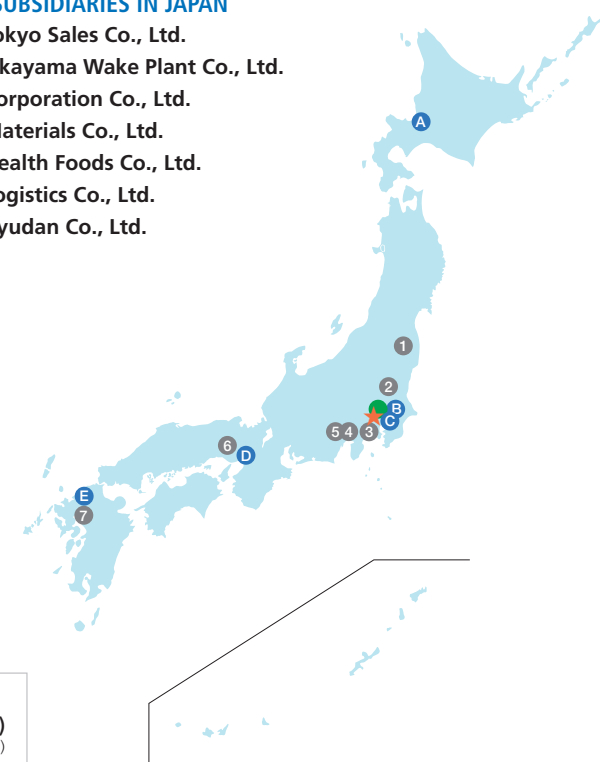 SUBSIDIARIES IN JAPAN
okyo Sales Co., Ltd.
kayama Wake Plant Co., Ltd.
orporation Co., Ltd.
aterials Co., Ltd.
ealth Foods Co., Ltd.
ogistics Co., Ltd.
yudan Co., Ltd.
A
1
2
B
C
5 4 3
6
D
E
7
)
)